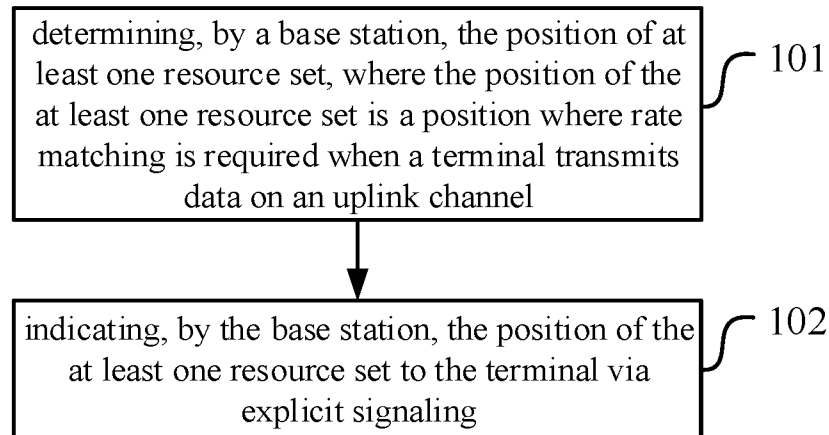 determining, by a base station, the position of at
least one resource set, where the position of the
at least one resource set is a position where rate
matching is required when a terminal transmits
data on an uplink channel
101
indicating, by the base station, the position of the
at least one resource set to the terminal via
explicit signaling
102